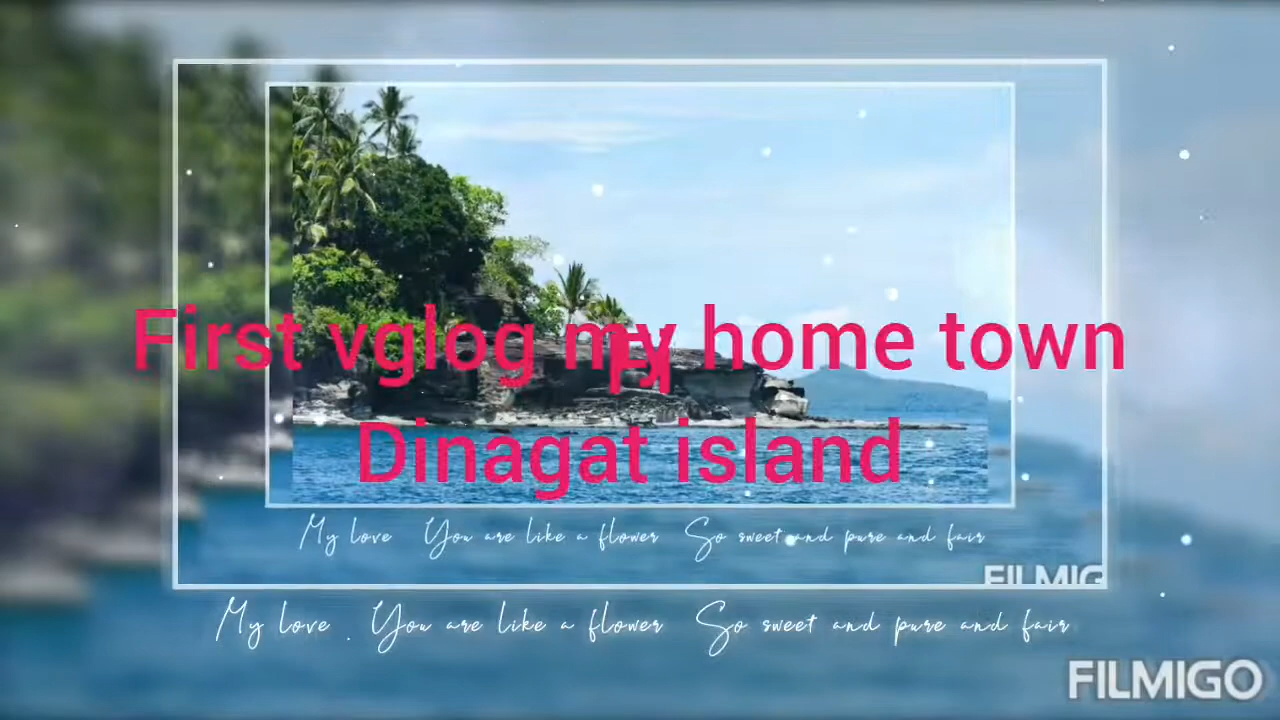 First vglog my home town
Dinagat island
My love You are like a flower So sweet and pure and fair
FILMIG
My love . You are like a flower So sweet and pure and fair
FILMIGO